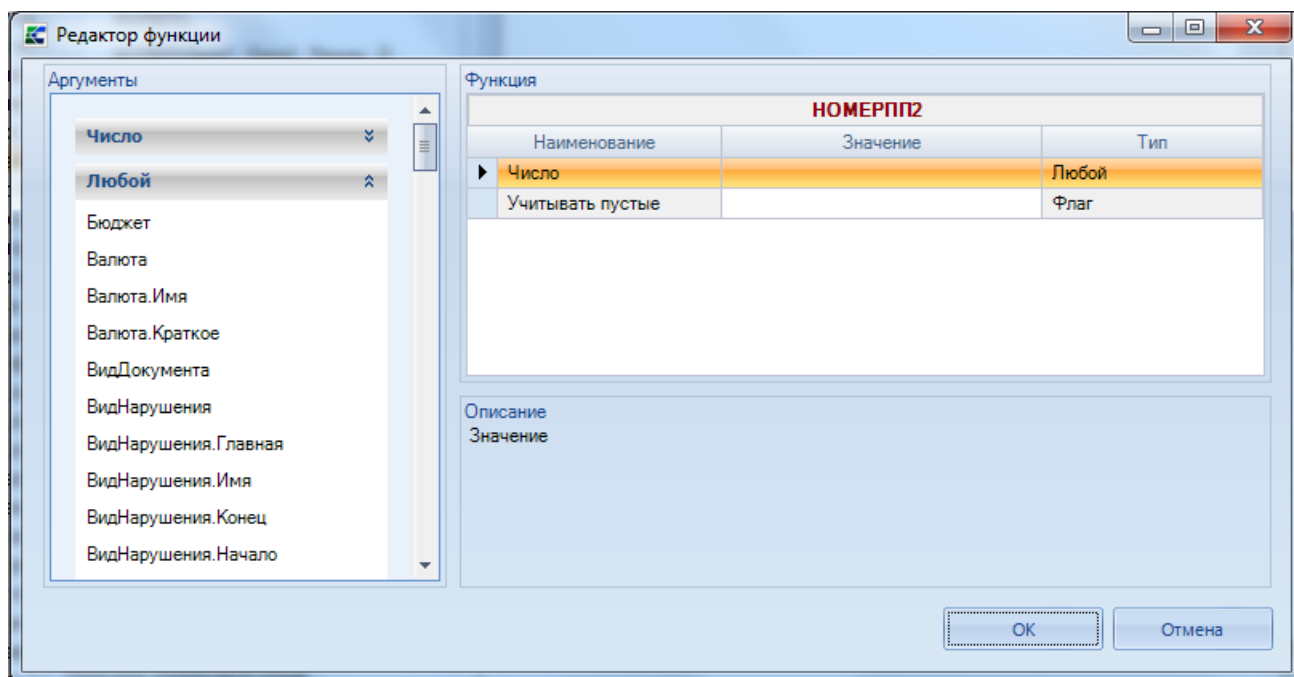 Редактор функции
Аргументы
Число
Любой
Бюджет
Валюта
Валюта.Имя
Валюта.Краткое
ВидДокумента
ВидНарушения
ВидНарушения.Главная
ВидНарушения.Имя
ВидНарушения.Конец
ВидНарушения.Начало
Функция
НОМЕРПП2
Наименование Значение Тип
Число Любой
Учитывать пустые Флаг
Описание
Значение
OK Отмена